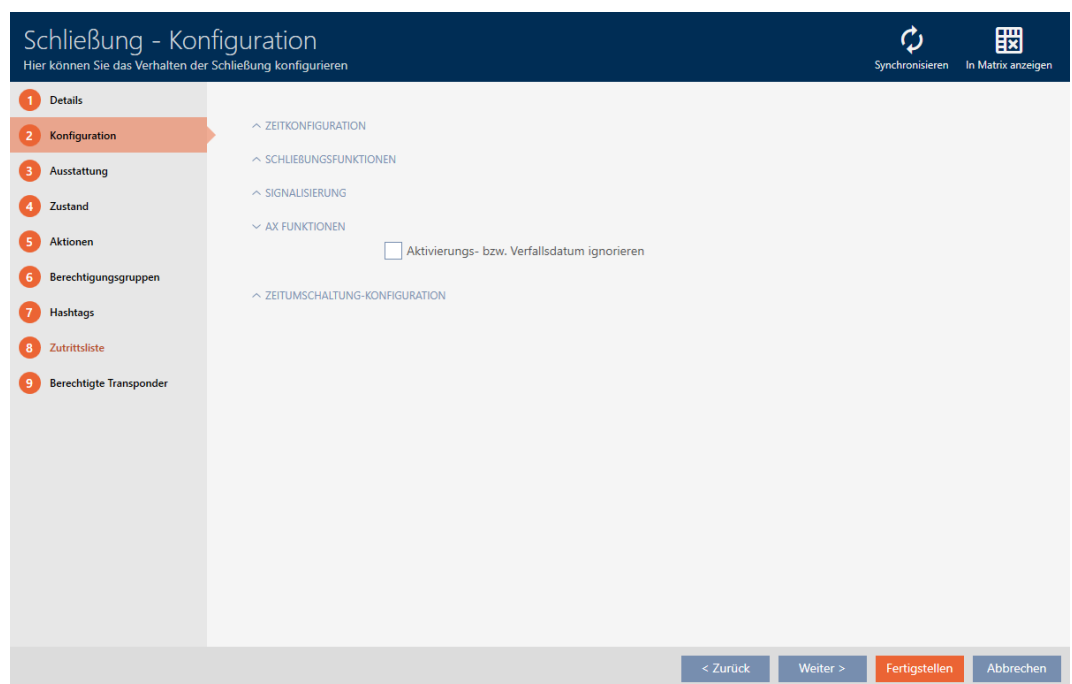 Schließung - Konfiguration
Hier können Sie das Verhalten der Schließung konfigurieren
Synchronisieren
In Matrix anzeigen
1 Details
2 Konfiguration
3 Ausstattung
4 Zustand
5 Aktionen
6 Berechtigungsgruppen
7 Hashtags
8 Zutrittsliste
9 Berechtigte Transponder
ZEITKONFIGURATION
SCHLIEßUNGSFUNKTIONEN
SIGNALISIERUNG
AX FUNKTIONEN
Aktivierungs- bzw. Verfallsdatum ignorieren
ZEITUMSCHALTUNG-KONFIGURATION
< Zurück
Weiter >
Fertigstellen
Abbrechen